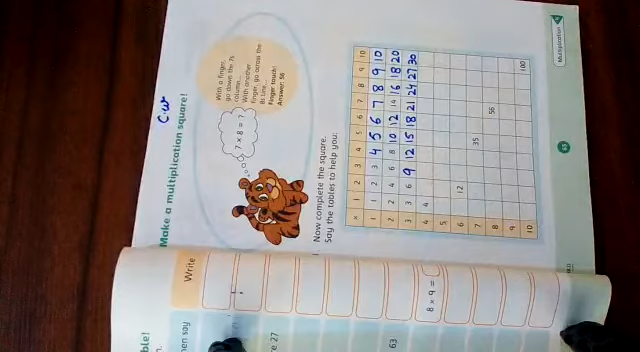 Make a multiplication square!
C.W
With a finger,
go down the 7s
column...
With another
finger, go across the
8s line...
Finger touch!
Answer: 56
7 × 8 = ?
Now complete the square.
Say the tables to help you:
× 1 2 3 4 5 6 7 8 9 10
1 1 2 3 4 5 6 7 8 9 10
2 2 4 6 8 10 12 14 16 18 20
3 3 6 9 12 15 18 21 24 27 30
4 4
5
6 12
7 35
8 56
9
10 100
Multiplication
65
Write
8 × 9 =
63